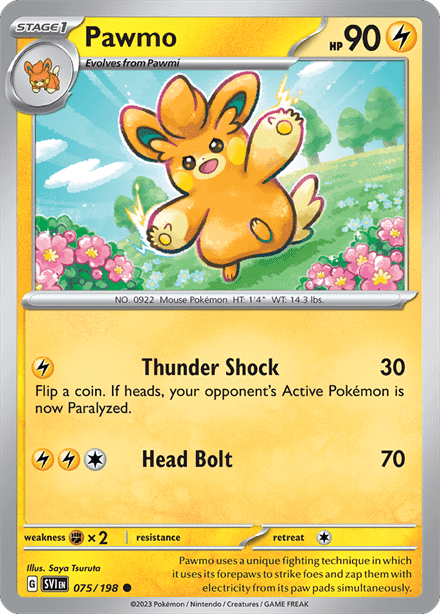 STAGE1
Pawmo
HP 90
Evolves from Pawmi
NO. 0922 Mouse Pokémon HT: 1'4" WT: 14.3 lbs.
Thunder Shock 30
Flip a coin. If heads, your opponent's Active Pokémon is
now Paralyzed.
Head Bolt 70
weakness ×2 resistance retreat
Illus. Saya Tsuruta
G SVI EN 075/198
Pawmo uses a unique fighting technique in which
it uses its forepaws to strike foes and zap them with
electricity from its paw pads simultaneously.
©2023 Pokémon / Nintendo / Creatures / GAME FREAK